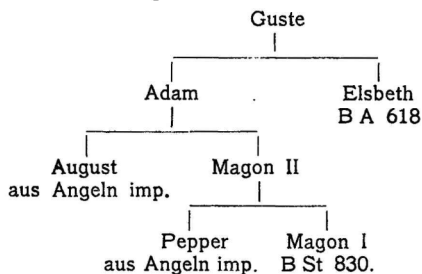 Guste
Adam Elsbeth
B A 618
August Magon II
aus Angeln imp.
Pepper Magon I
aus Angeln imp. B St 830.